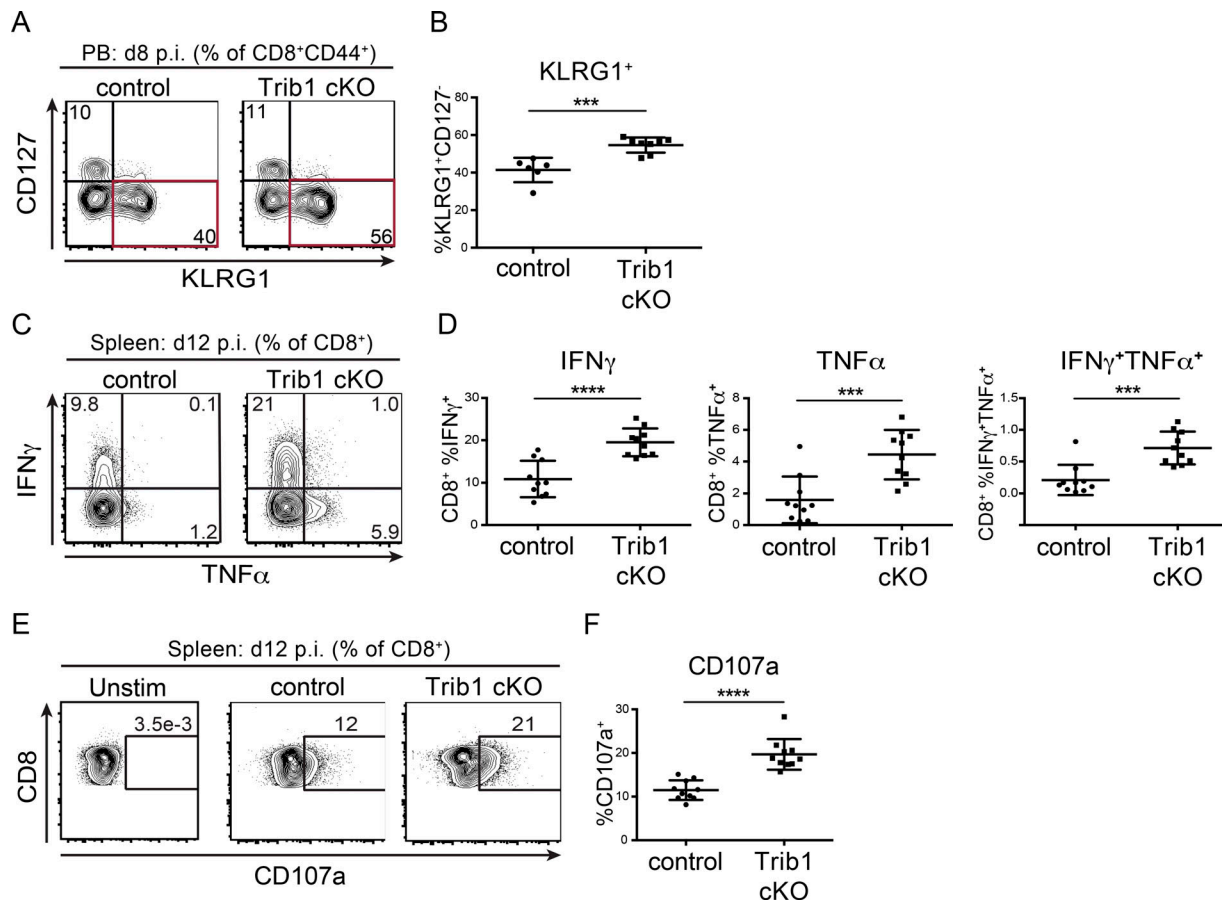 A
PB: d8 p.i. (% of CD8⁺CD44⁺)
control
Trib1 cKO
10
11
CD127
40
56
KLRG1
B
KLRG1⁺
***
%KLRG1⁺CD127⁻
80
60
40
20
0
control
Trib1
cKO
C
Spleen: d12 p.i. (% of CD8⁺)
control
Trib1 cKO
9.8
0.1
21
1.0
IFNγ
1.2
5.9
TNFα
D
IFNγ
****
CD8⁺ %IFNγ⁺
30
20
10
0
control
Trib1
cKO
TNFα
***
CD8⁺ %TNFα⁺
8
6
4
2
0
control
Trib1
cKO
IFNγ⁺TNFα⁺
***
CD8⁺ %IFNγ⁺TNFα⁺
1.5
1.0
0.5
0.0
control
Trib1
cKO
E
Spleen: d12 p.i. (% of CD8⁺)
Unstim
control
Trib1 cKO
3.5e-3
12
21
CD8
CD107a
F
CD107a
****
%CD107a⁺
30
20
10
0
control
Trib1
cKO